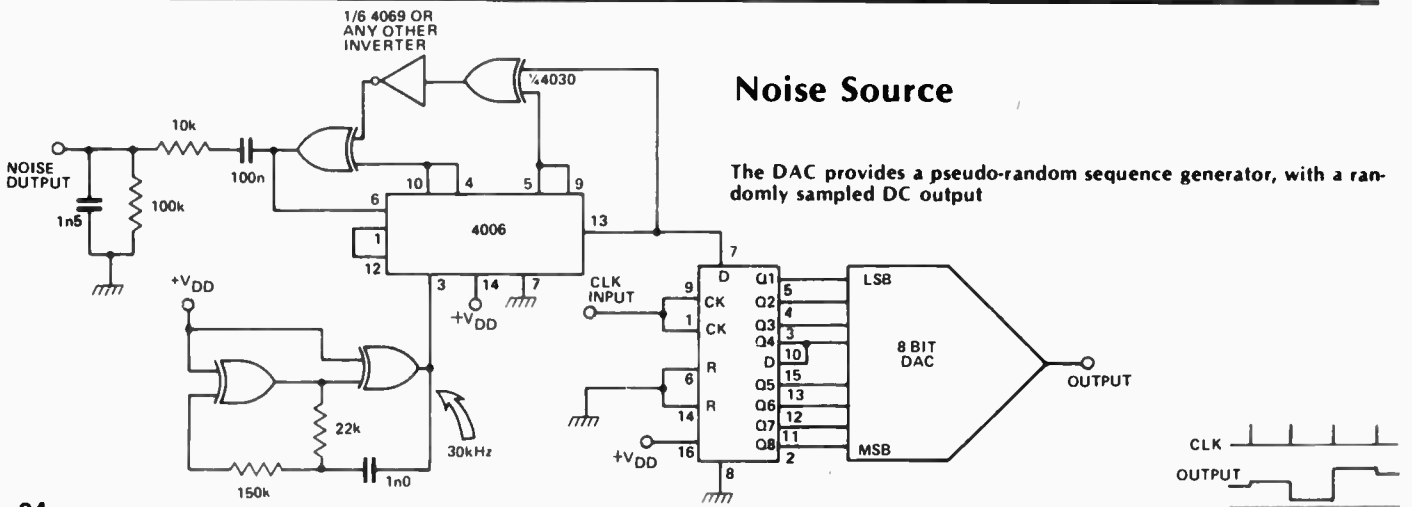 1/6 4069 OR
ANY OTHER
INVERTER
¼4030
Noise Source
The DAC provides a pseudo-random sequence generator, with a ran-
domly sampled DC output
10k
100n
NOISE
DUTPUT
1n5
100k
10
4
5
9
6
1
12
4006
13
3
14
7
+VDD
+VDD
22k
150k
1n0
30kHz
CLK
INPUT
7
D
9
CK
1
CK
R
6
R
14
+VDD
16
8
Q1
5
Q2
4
Q3
3
Q4
10
D
15
Q5
13
Q6
12
Q7
11
Q8
2
LSB
8 BIT
DAC
MSB
OUTPUT
CLK
OUTPUT